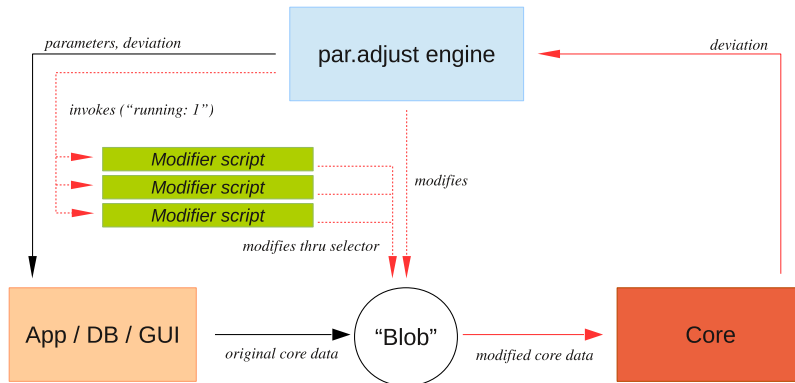 parameters, deviation
par.adjust engine
deviation
invokes (“running: 1”)
Modifier script
Modifier script
Modifier script
modifies
modifies thru selector
App / DB / GUI
“Blob”
Core
original core data
modified core data